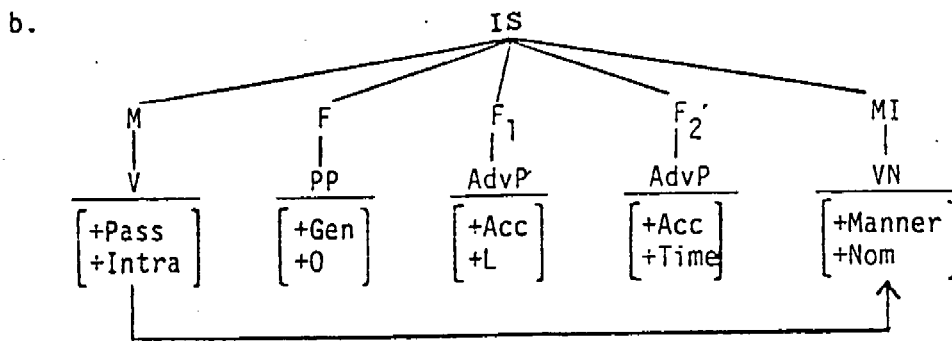 b. IS
M F F1 F2 MI
V PP AdvP AdvP VN
[+Pass [+Gen [+Acc [+Acc [+Manner
+Intra] +O] +L] +Time] +Nom]